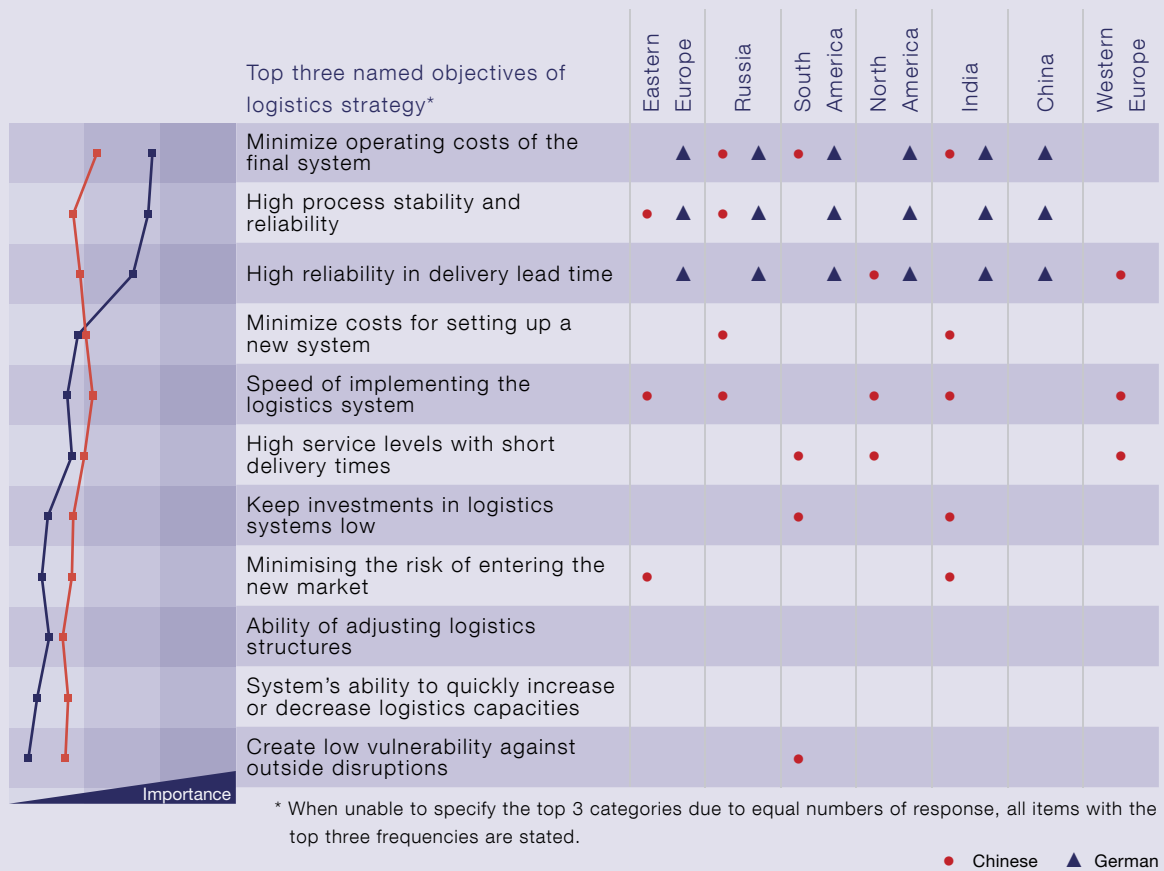 Top three named objectives of
logistics strategy*
Eastern
Europe
Russia
South
America
North
America
India
China
Western
Europe
Minimize operating costs of the
final system
High process stability and
reliability
High reliability in delivery lead time
Minimize costs for setting up a
new system
Speed of implementing the
logistics system
High service levels with short
delivery times
Keep investments in logistics
systems low
Minimising the risk of entering the
new market
Ability of adjusting logistics
structures
System's ability to quickly increase
or decrease logistics capacities
Create low vulnerability against
outside disruptions
Importance
* When unable to specify the top 3 categories due to equal numbers of response, all items with the
top three frequencies are stated.
Chinese
German